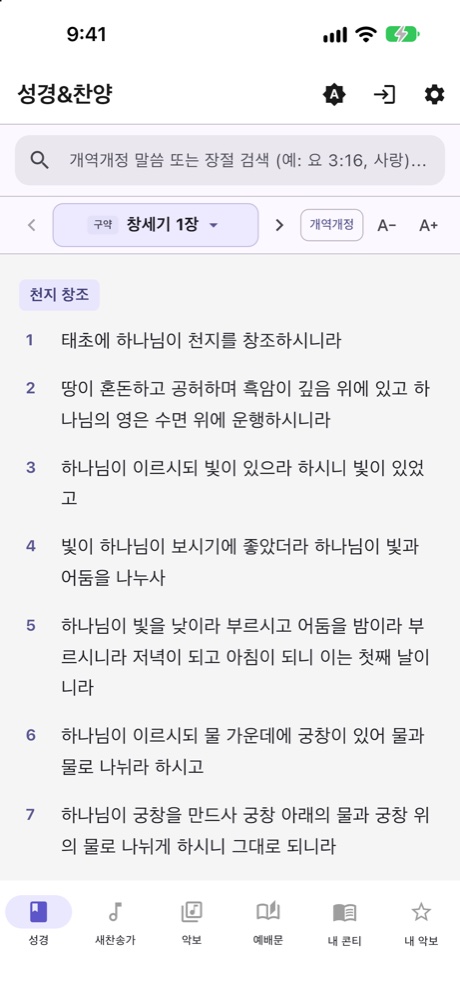 9:41
성경&찬양
A
개역개정 말씀 또는 장절 검색 (예: 요 3:16, 사랑)...
구약 창세기 1장 개역개정 A- A+
천지 창조
1 태초에 하나님이 천지를 창조하시니라
2 땅이 혼돈하고 공허하며 흑암이 깊음 위에 있고 하
나님의 영은 수면 위에 운행하시니라
3 하나님이 이르시되 빛이 있으라 하시니 빛이 있었
고
4 빛이 하나님이 보시기에 좋았더라 하나님이 빛과
어둠을 나누사
5 하나님이 빛을 낮이라 부르시고 어둠을 밤이라 부
르시니라 저녁이 되고 아침이 되니 이는 첫째 날이
니라
6 하나님이 이르시되 물 가운데에 궁창이 있어 물과
물로 나뉘라 하시고
7 하나님이 궁창을 만드사 궁창 아래의 물과 궁창 위
의 물로 나뉘게 하시니 그대로 되니라
성경 새찬송가 악보 예배문 내 콘티 내 악보